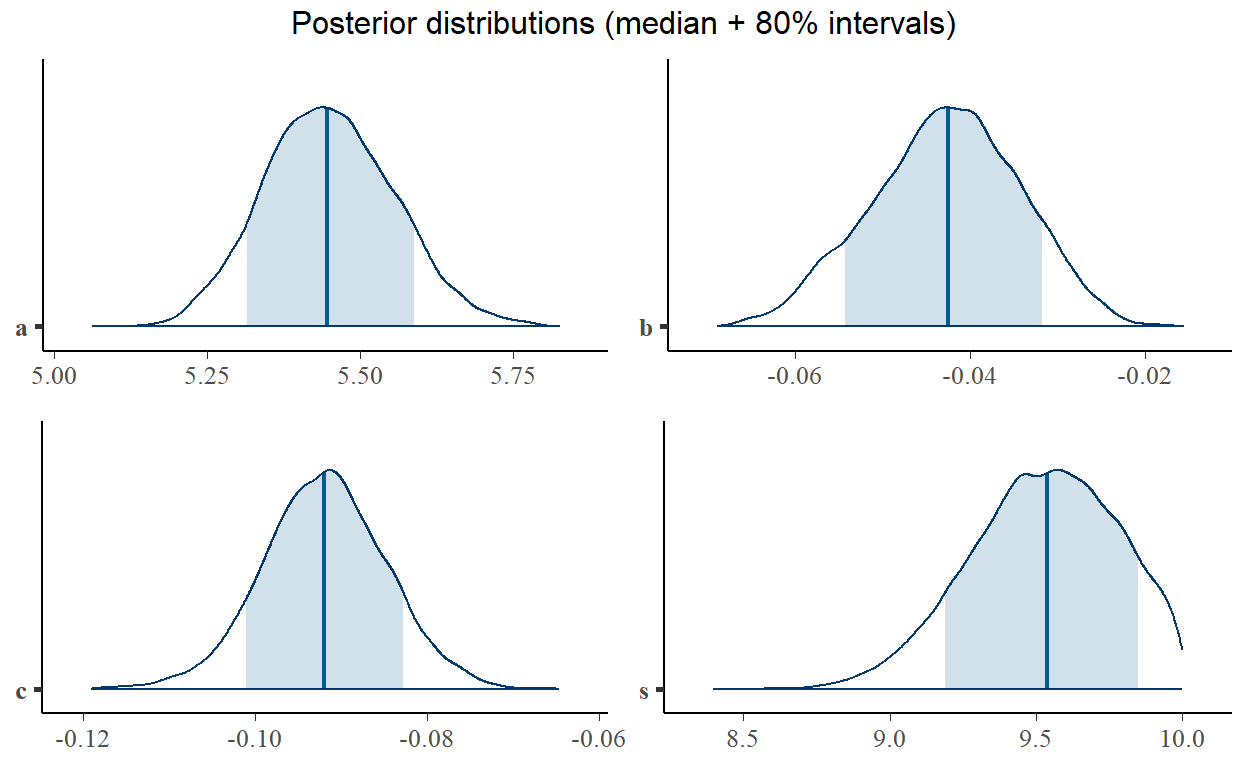 Posterior distributions (median + 80% intervals)
a
5.00 5.25 5.50 5.75
b
-0.06 -0.04 -0.02
c
-0.12 -0.10 -0.08 -0.06
s
8.5 9.0 9.5 10.0